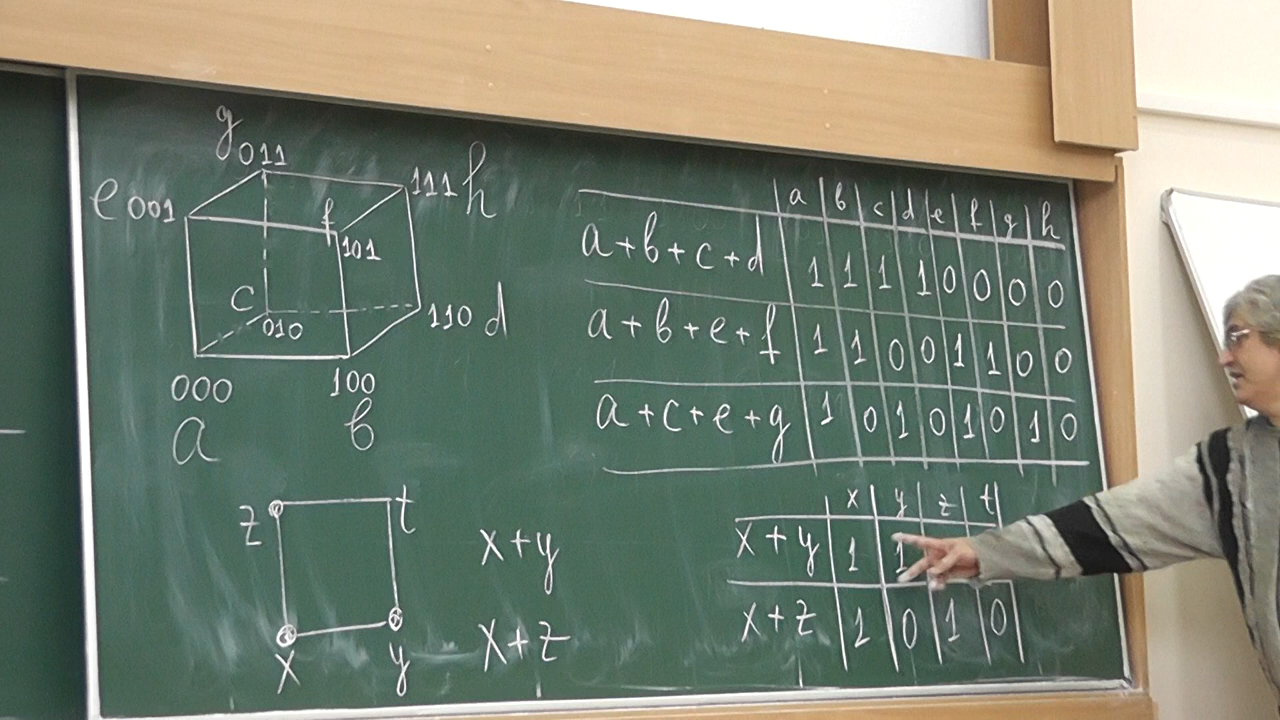 g 011
111 h
e 001
f 101
c 010
110 d
000 100
a b
a b c d e f g h
a+b+c+d 1 1 1 1 0 0 0 0
a+b+e+f 1 1 0 0 1 1 0 0
a+c+e+g 1 0 1 0 1 0 1 0
z t
x y
x+y
x+z
x y z t
x+y 1 1
x+z 1 0 1 0